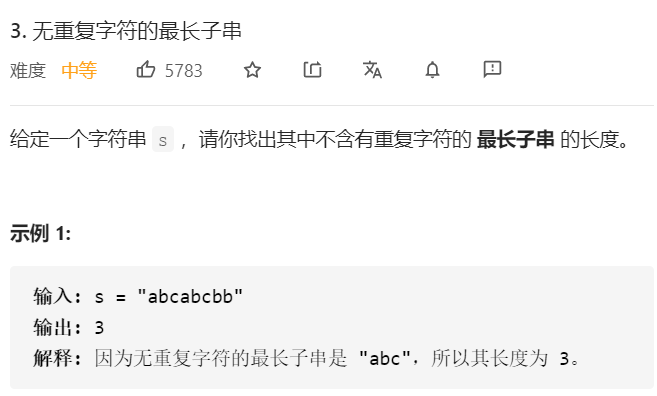 3. 无重复字符的最长子串
难度 中等 5783
给定一个字符串 s ，请你找出其中不含有重复字符的 最长子串 的长度。
示例 1:
输入: s = "abcabcbb"
输出: 3
解释: 因为无重复字符的最长子串是 "abc"，所以其长度为 3。